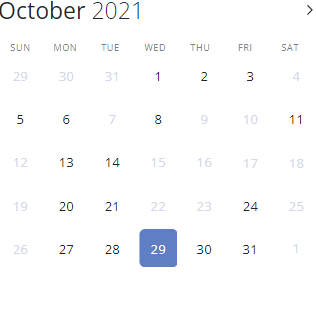 October 2021
SUN MON TUE WED THU FRI SAT
29 30 31 1 2 3 4
5 6 7 8 9 10 11
12 13 14 15 16 17 18
19 20 21 22 23 24 25
26 27 28 29 30 31 1